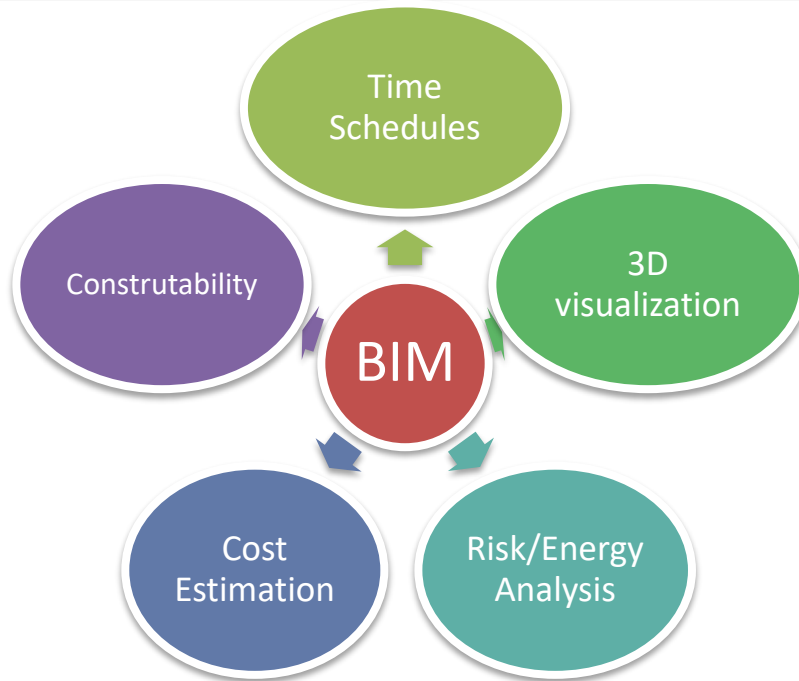 Time
Schedules
3D
visualization
Construtability
BIM
Cost
Estimation
Risk/Energy
Analysis